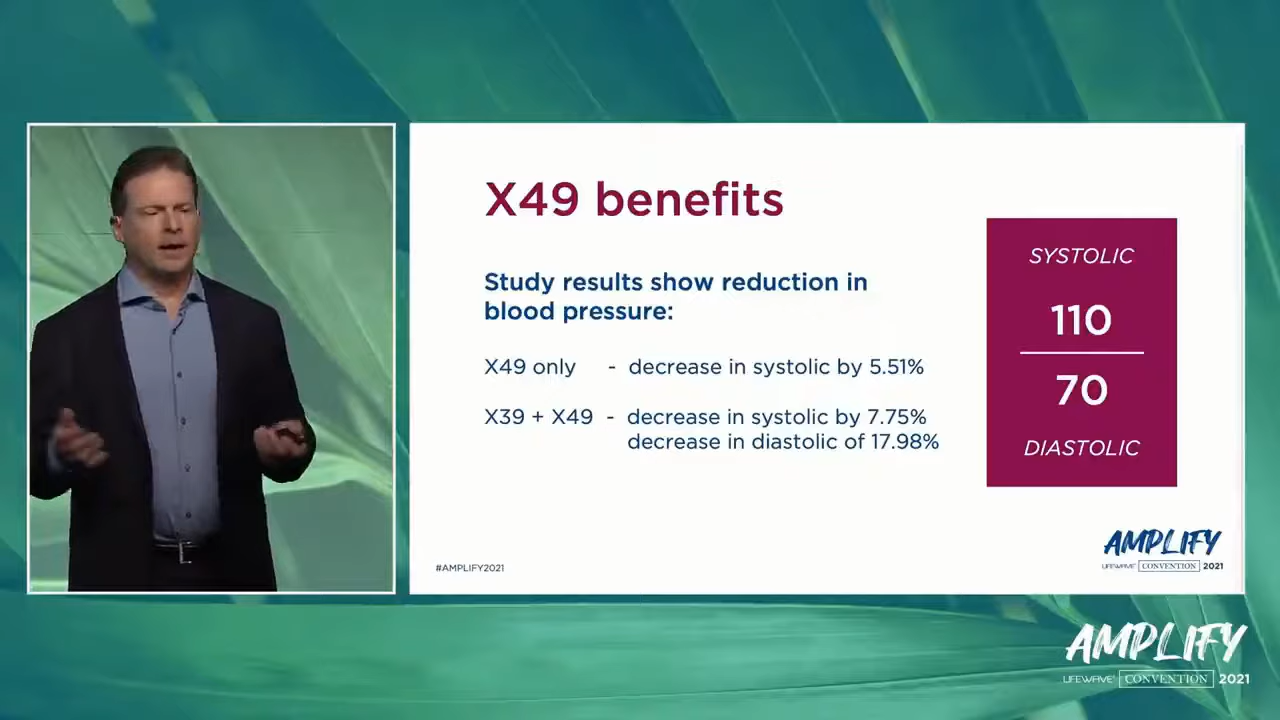 X49 benefits
Study results show reduction in
blood pressure:
X49 only - decrease in systolic by 5.51%
X39 + X49 - decrease in systolic by 7.75%
decrease in diastolic of 17.98%
SYSTOLIC
110
70
DIASTOLIC
#AMPLIFY2021
AMPLIFY
LIFEWAVE CONVENTION 2021
AMPLIFY
LIFEWAVE CONVENTION 2021